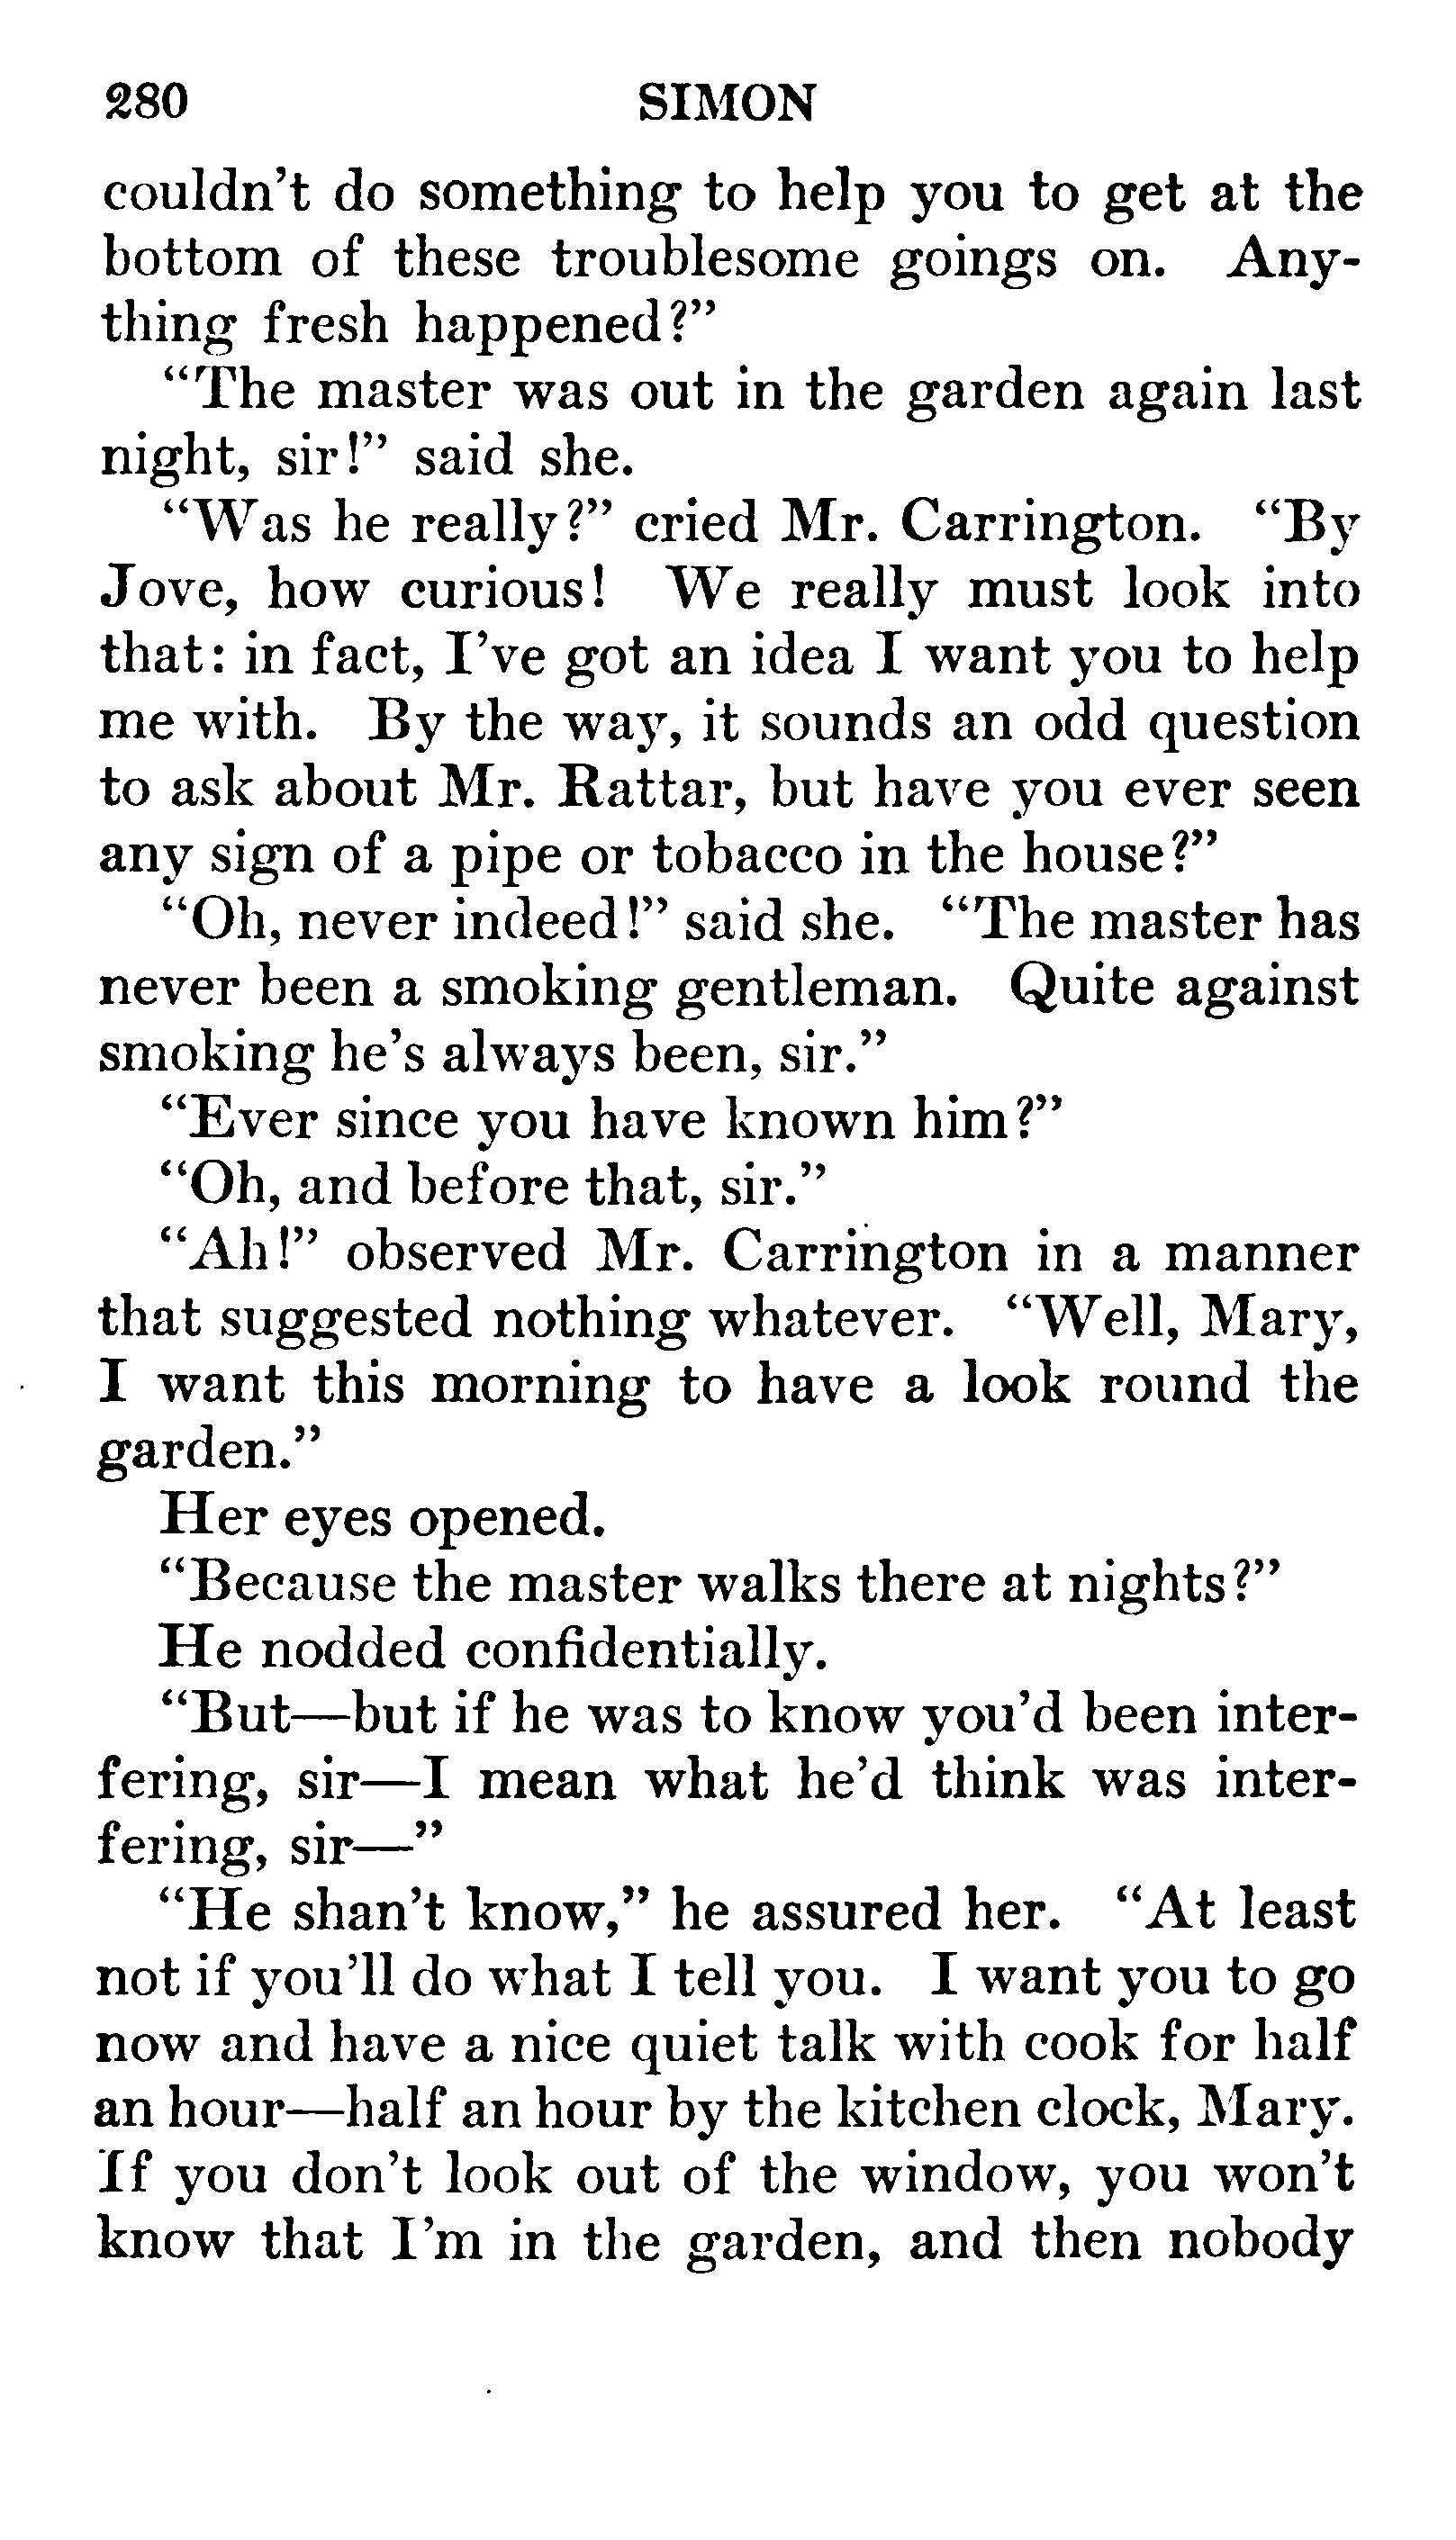 280 SIMON
couldn't do something to help you to get at the
bottom of these troublesome goings on. Any-
thing fresh happened?"
"The master was out in the garden again last
night, sir!" said she.
"Was he really?" cried Mr. Carrington. "By
Jove, how curious! We really must look into
that: in fact, I've got an idea I want you to help
me with. By the way, it sounds an odd question
to ask about Mr. Rattar, but have you ever seen
any sign of a pipe or tobacco in the house?"
"Oh, never indeed!" said she. "The master has
never been a smoking gentleman. Quite against
smoking he's always been, sir."
"Ever since you have known him?"
"Oh, and before that, sir."
"Ah!" observed Mr. Carrington in a manner
that suggested nothing whatever. "Well, Mary,
I want this morning to have a look round the
garden."
Her eyes opened.
"Because the master walks there at nights?"
He nodded confidentially.
"But—but if he was to know you'd been inter-
fering, sir—I mean what he'd think was inter-
fering, sir—"
"He shan't know," he assured her. "At least
not if you'll do what I tell you. I want you to go
now and have a nice quiet talk with cook for half
an hour—half an hour by the kitchen clock, Mary.
If you don't look out of the window, you won't
know that I'm in the garden, and then nobody